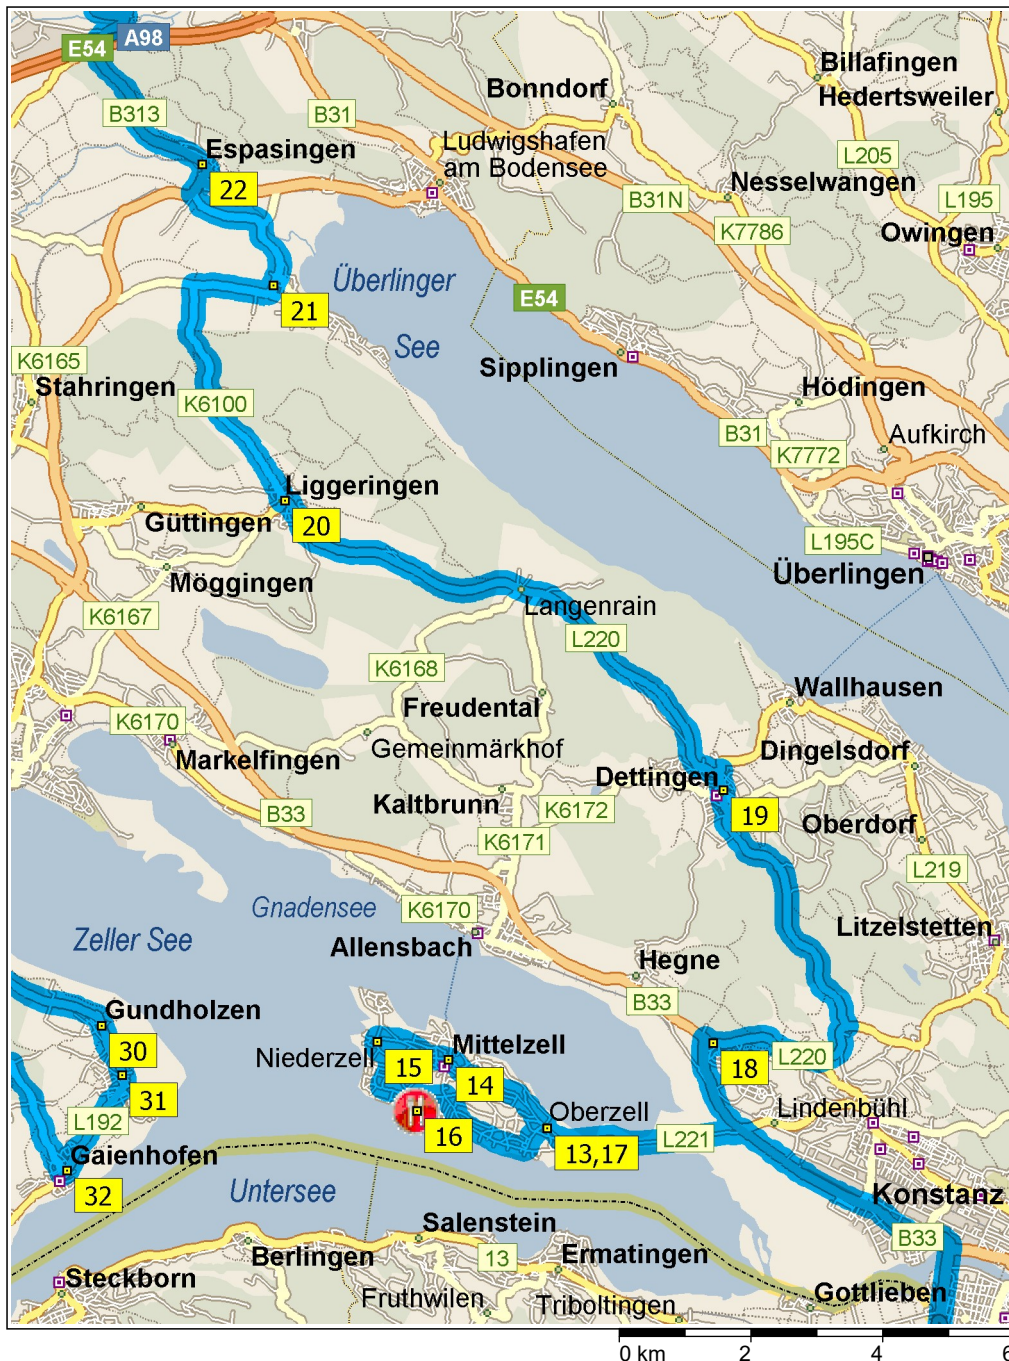 A98
E54
B313
B31
Bonndorf
Billafingen
Hedertsweiler
Espasingen
22
Ludwigshafen
am Bodensee
L205
B31N
Nesselwangen
L195
K7786
Owingen
Überlinger
See
21
E54
K6165
Stahringen
K6100
Sipplingen
Hödingen
B31
Aufkirch
K7772
Liggeringen
20
Güttingen
L195C
Überlingen
Möggingen
K6167
Langenrain
L220
K6168
Freudental
Wallhausen
K6170
Gemeinmärkhof
Markelfingen
Dingelsdorf
Dettingen
19
Kaltbrunn
K6172
B33
K6171
Oberdorf
L219
Gnadensee
K6170
Zeller See
Allensbach
Litzelstetten
Hegne
B33
Gundholzen
30
31
L192
Niederzell
15
Mittelzell
14
16
Oberzell
13,17
18
L220
L221
Lindenbühl
Gaienhofen
32
Untersee
Konstanz
B33
Salenstein
Berlingen
13
Ermatingen
Steckborn
Fruthwilen
Triboltingen
Gottlieben
0 km
2
4
6